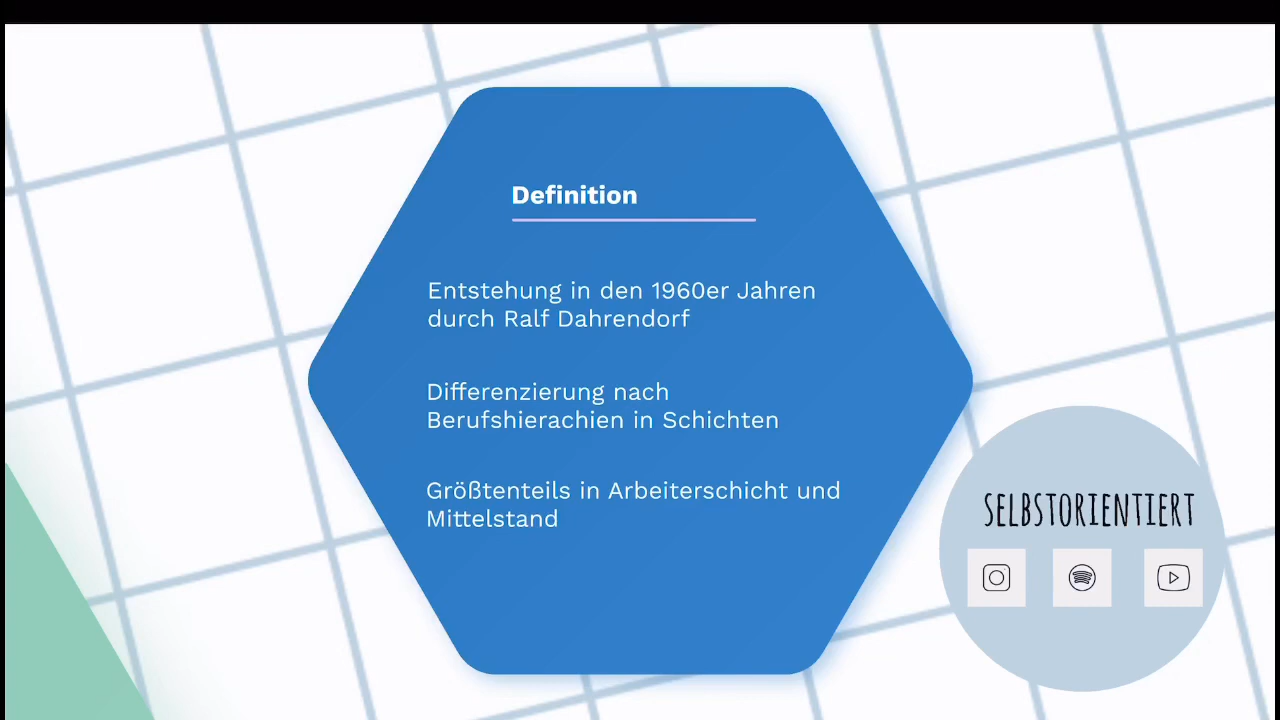 Definition
Entstehung in den 1960er Jahren
durch Ralf Dahrendorf
Differenzierung nach
Berufshierachien in Schichten
Größtenteils in Arbeiterschicht und
Mittelstand
SELBSTORIENTIERT